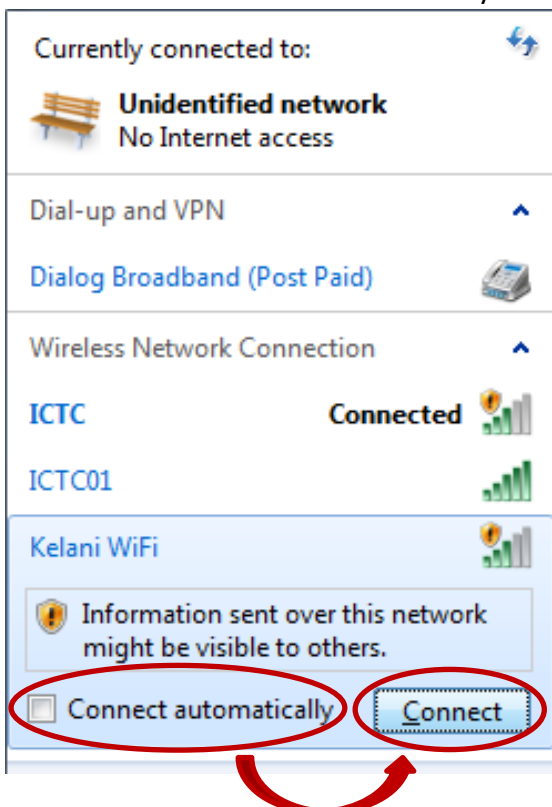 Currently connected to:
Unidentified network
No Internet access
Dial-up and VPN
Dialog Broadband (Post Paid)
Wireless Network Connection
ICTC Connected
ICTC01
Kelani WiFi
Information sent over this network
might be visible to others.
Connect automatically Connect